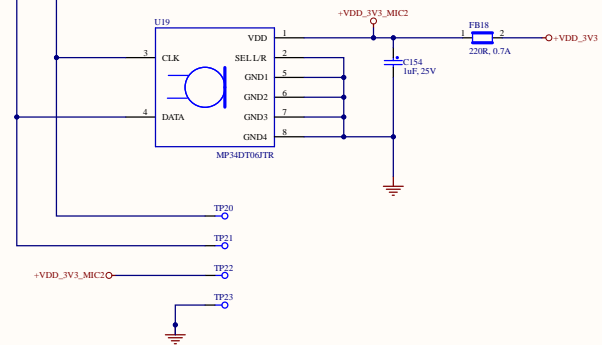 +VDD_3V3_MIC2
U19
FB18
VDD 1
1 2
+VDD_3V3
3 CLK
SEL L/R 2
220R, 0.7A
C154
GND1 5
1uF, 25V
GND2 6
4 DATA
GND3 7
GND4 8
MP34DT06JTR
TP20
TP21
+VDD_3V3_MIC2
TP22
TP23